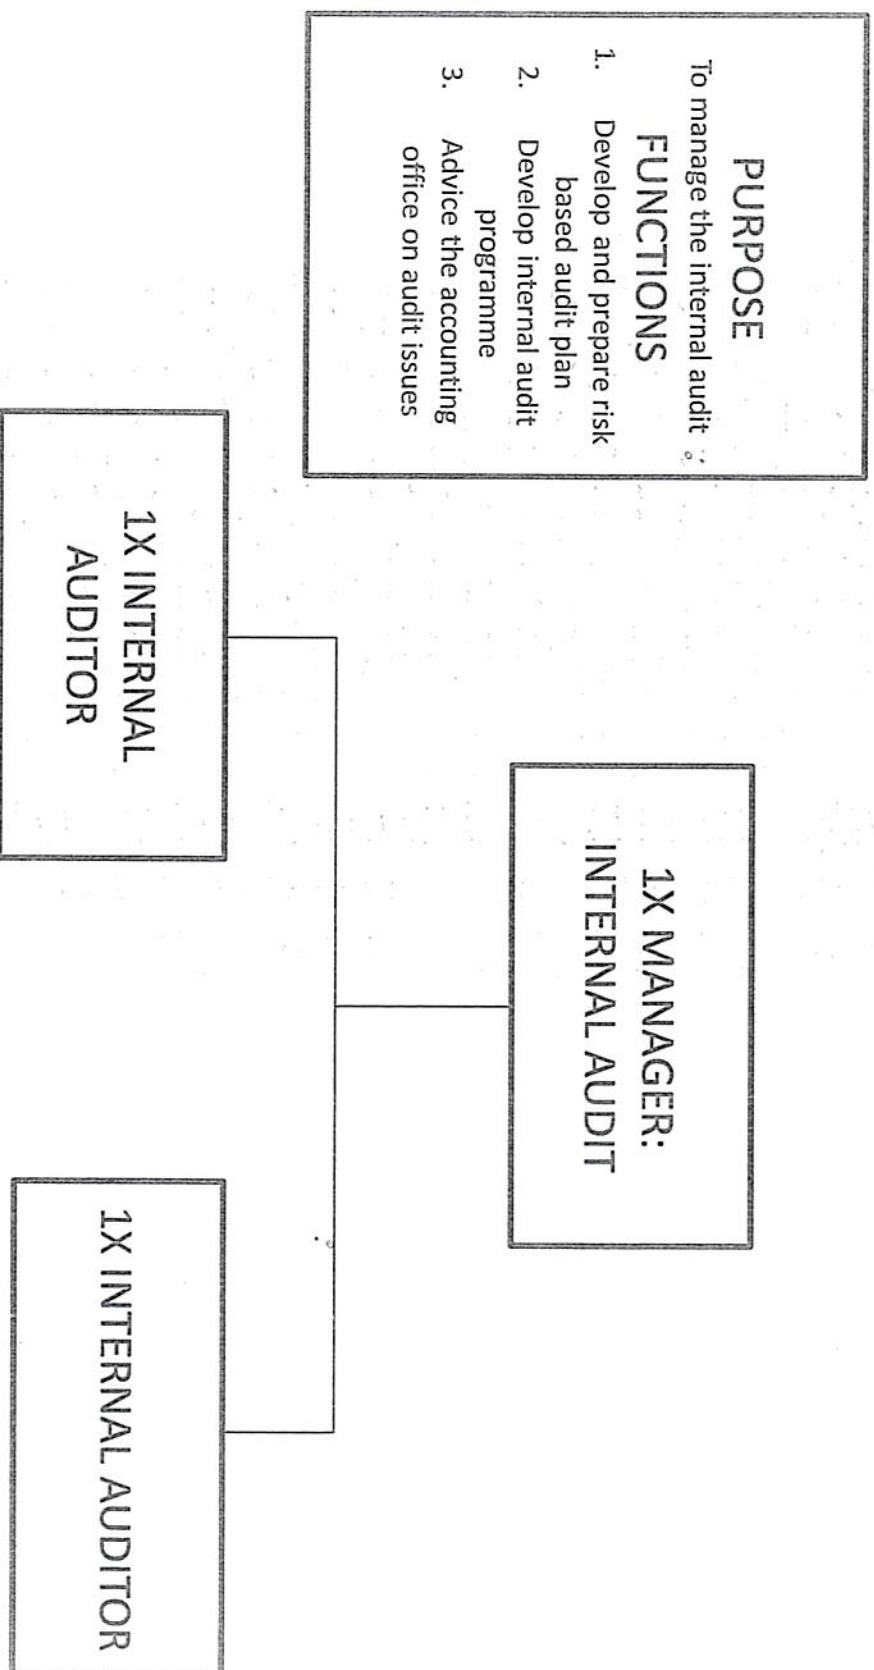 PURPOSE
To manage the internal audit
FUNCTIONS
1. Develop and prepare risk
based audit plan
2. Develop internal audit
programme
3. Advice the accounting
office on audit issues
1X MANAGER:
INTERNAL AUDIT
1X INTERNAL
AUDITOR
1X INTERNAL AUDITOR